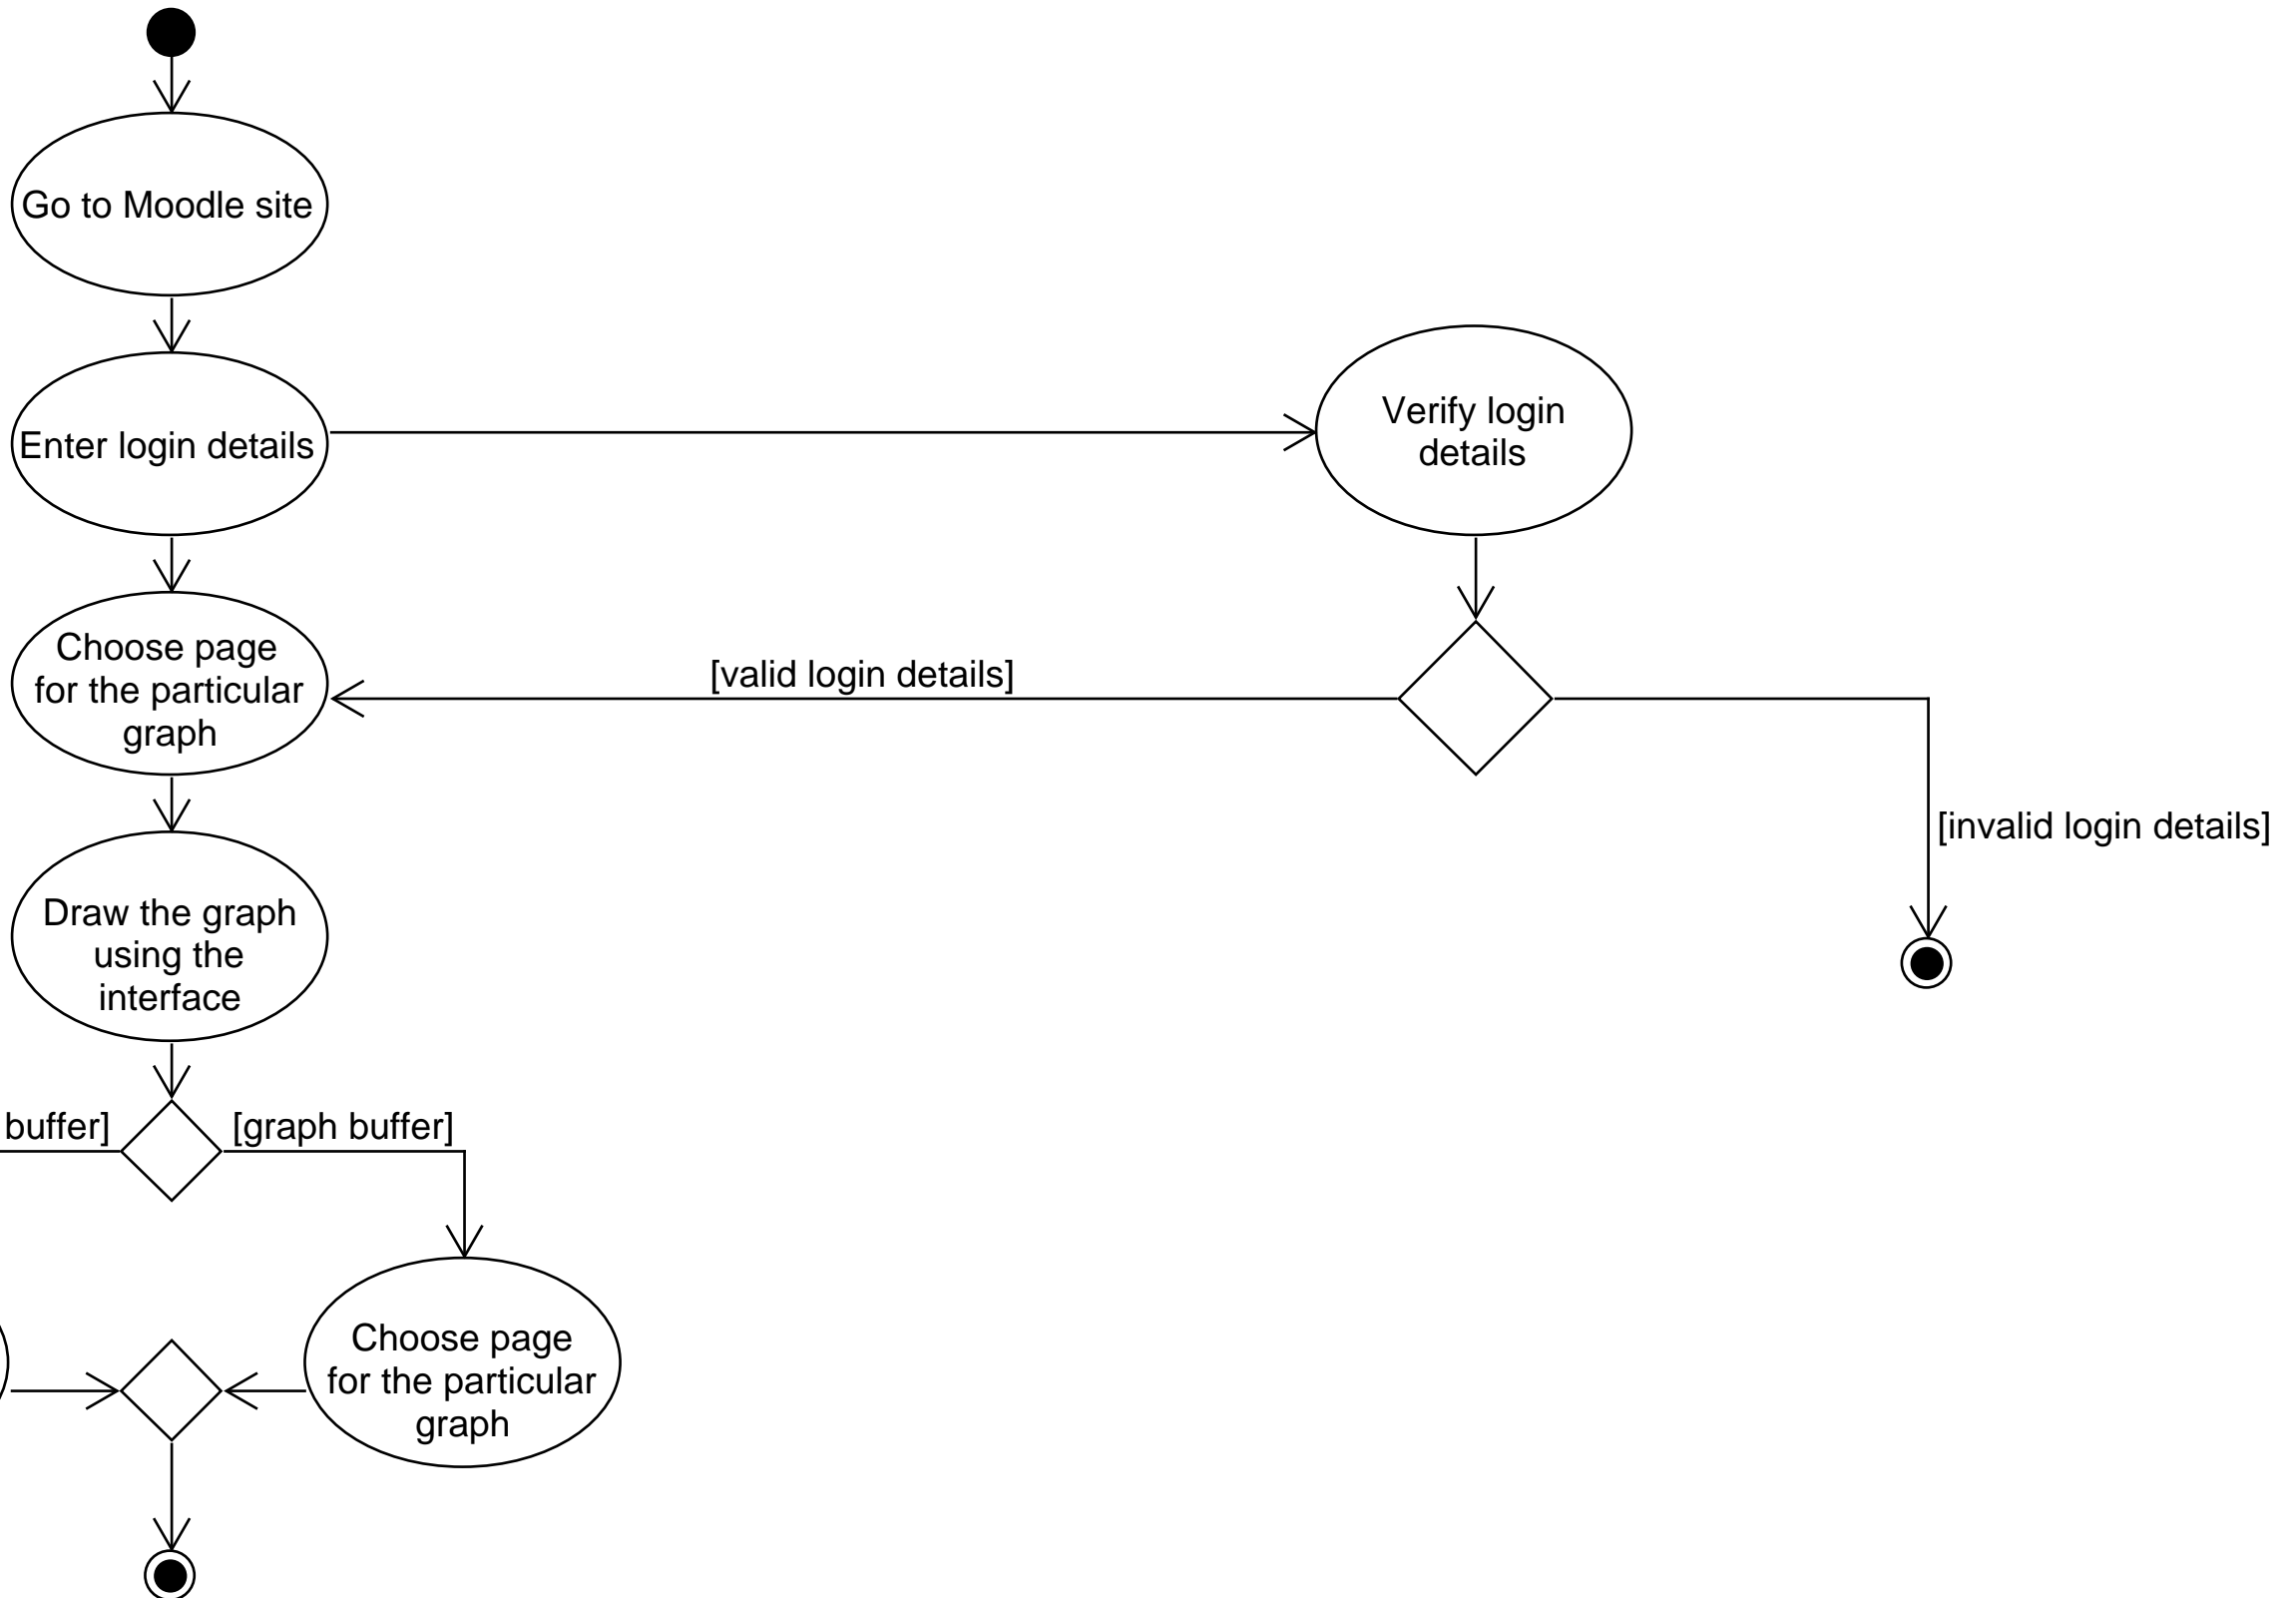 Go to Moodle site
Enter login details
Verify login
details
Choose page
for the particular
graph
[valid login details]
[invalid login details]
Draw the graph
using the
interface
buffer]
[graph buffer]
Choose page
for the particular
graph